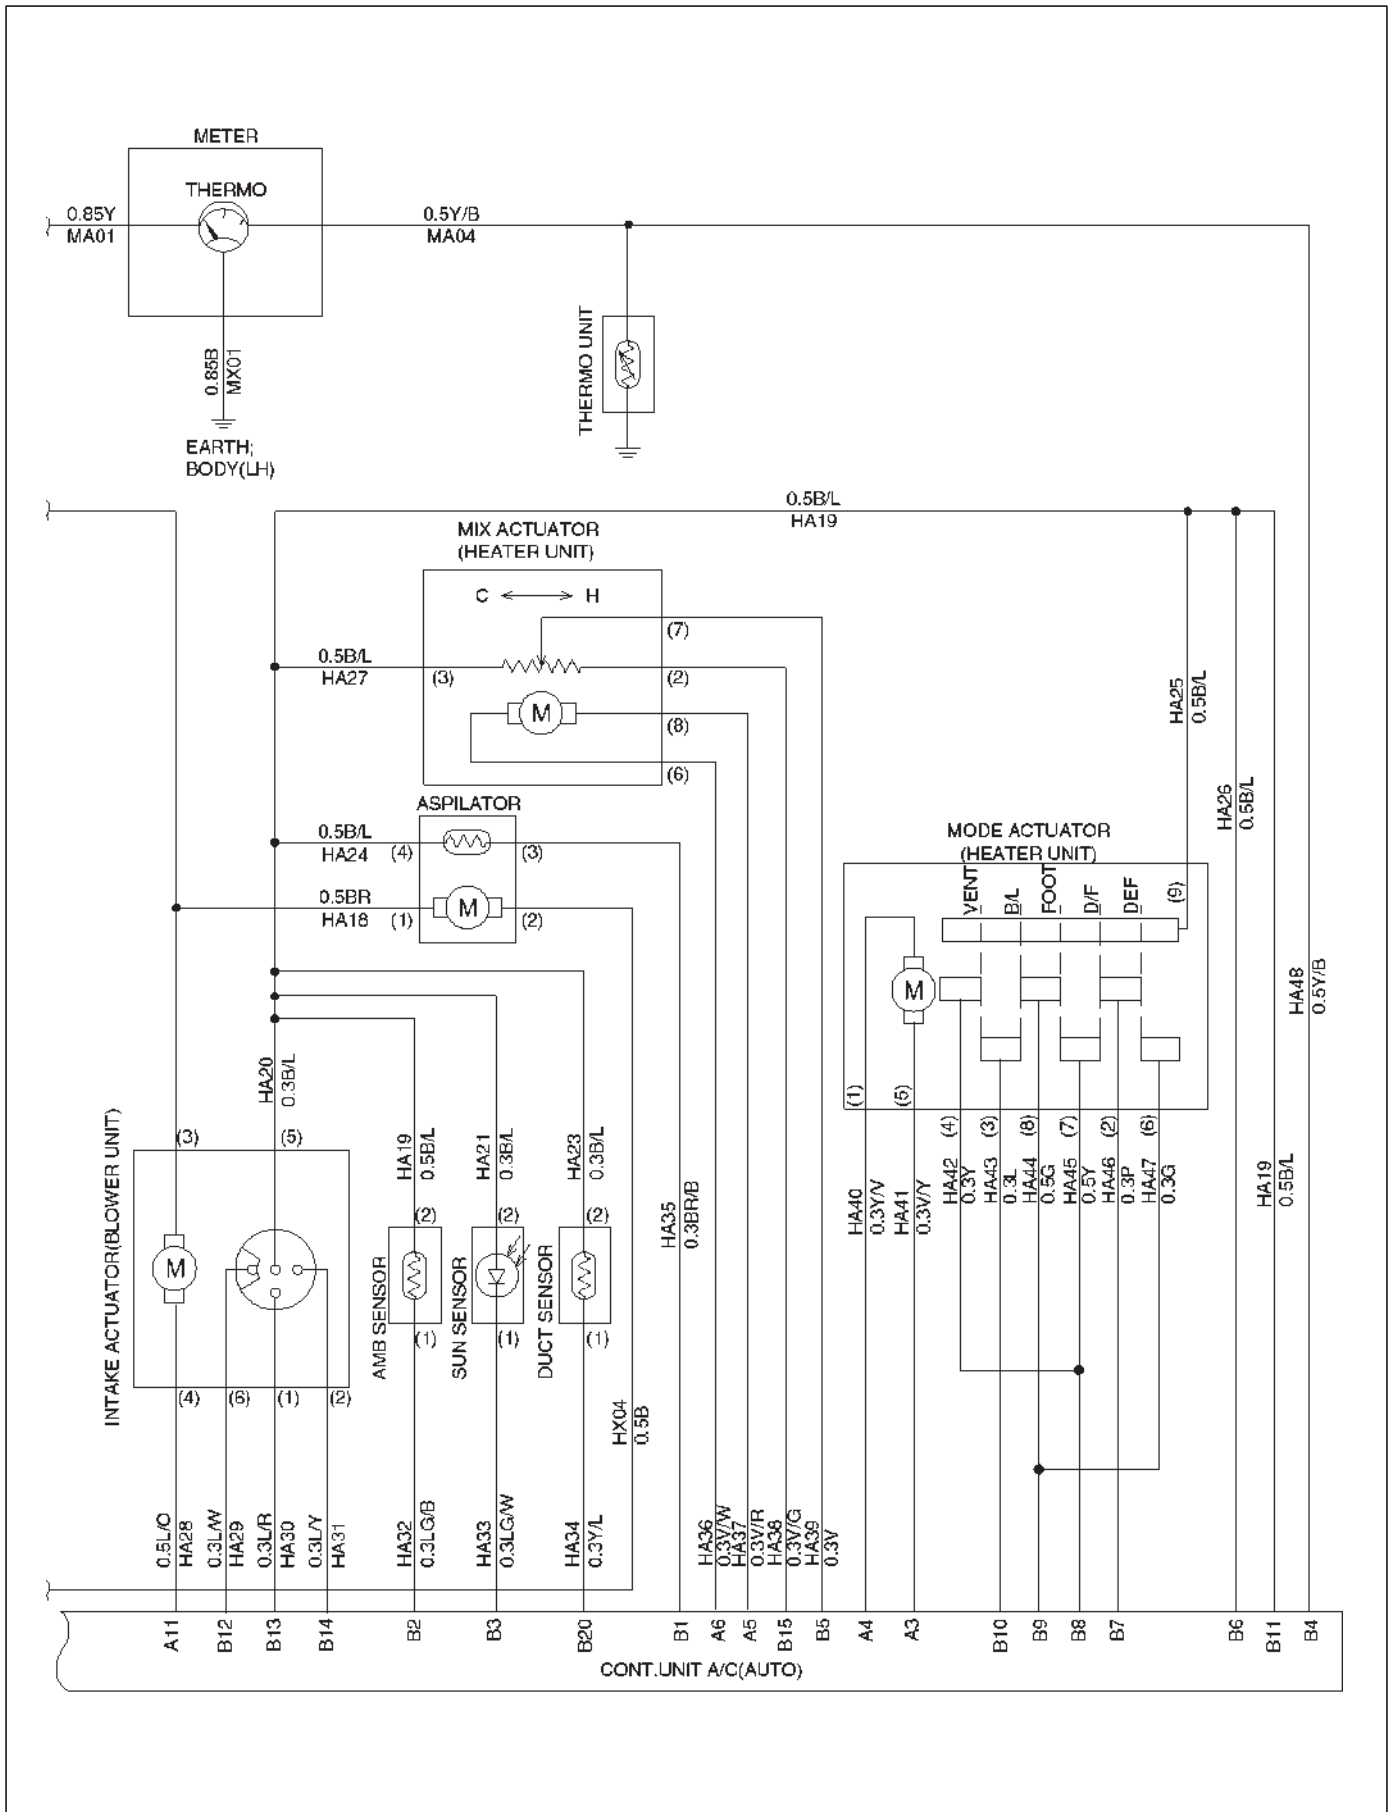 METER
THERMO
0.85Y
MA01
0.5Y/B
MA04
0.85B
MX01
EARTH;
BODY(LH)
THERMO UNIT
0.5B/L
HA19
MIX ACTUATOR
(HEATER UNIT)
C H
(7)
0.5B/L
HA27
(3)
(2)
M
(8)
(6)
HA25
0.5B/L
HA26
0.5B/L
ASPILATOR
0.5B/L
HA24
(4)
(3)
0.5BR
HA18
(1)
M
(2)
MODE ACTUATOR
(HEATER UNIT)
VENT
B/L
FOOT
D/F
DEF
(9)
M
(1)
(5)
(4)
(3)
(8)
(7)
(2)
(6)
HA48
0.5Y/B
HA20
0.3B/L
INTAKE ACTUATOR(BLOWER UNIT)
(3)
(5)
M
(4)
(6)
(1)
(2)
HA19
0.5B/L
HA21
0.3B/L
HA23
0.3B/L
(2)
(2)
(2)
AMB SENSOR
SUN SENSOR
DUCT SENSOR
(1)
(1)
(1)
HA35
0.3BR/B
HA40
0.3Y/V
HA41
0.3V/Y
HA42
0.3Y
HA43
0.3L
HA44
0.5G
HA45
0.5Y
HA46
0.3P
HA47
0.3G
HA19
0.5B/L
HX04
0.5B
0.5L/O
HA28
0.3L/W
HA29
0.3L/R
HA30
0.3L/Y
HA31
HA32
0.3LG/B
HA33
0.3LG/W
HA34
0.3Y/L
HA36
0.3V/W
HA37
0.3V/R
HA38
0.3V/G
HA39
0.3V
A11
B12
B13
B14
B2
B3
B20
B1
A6
A5
B15
B5
A4
A3
B10
B9
B8
B7
B6
B11
B4
CONT.UNIT A/C(AUTO)